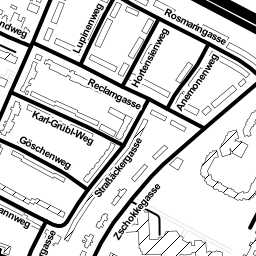 Rosmaringasse
Lupinenweg
Hortensienweg
Anemonenweg
Reclamgasse
Karl-Grübl-Weg
Göschenweg
Straßäckergasse
Zschokkegasse